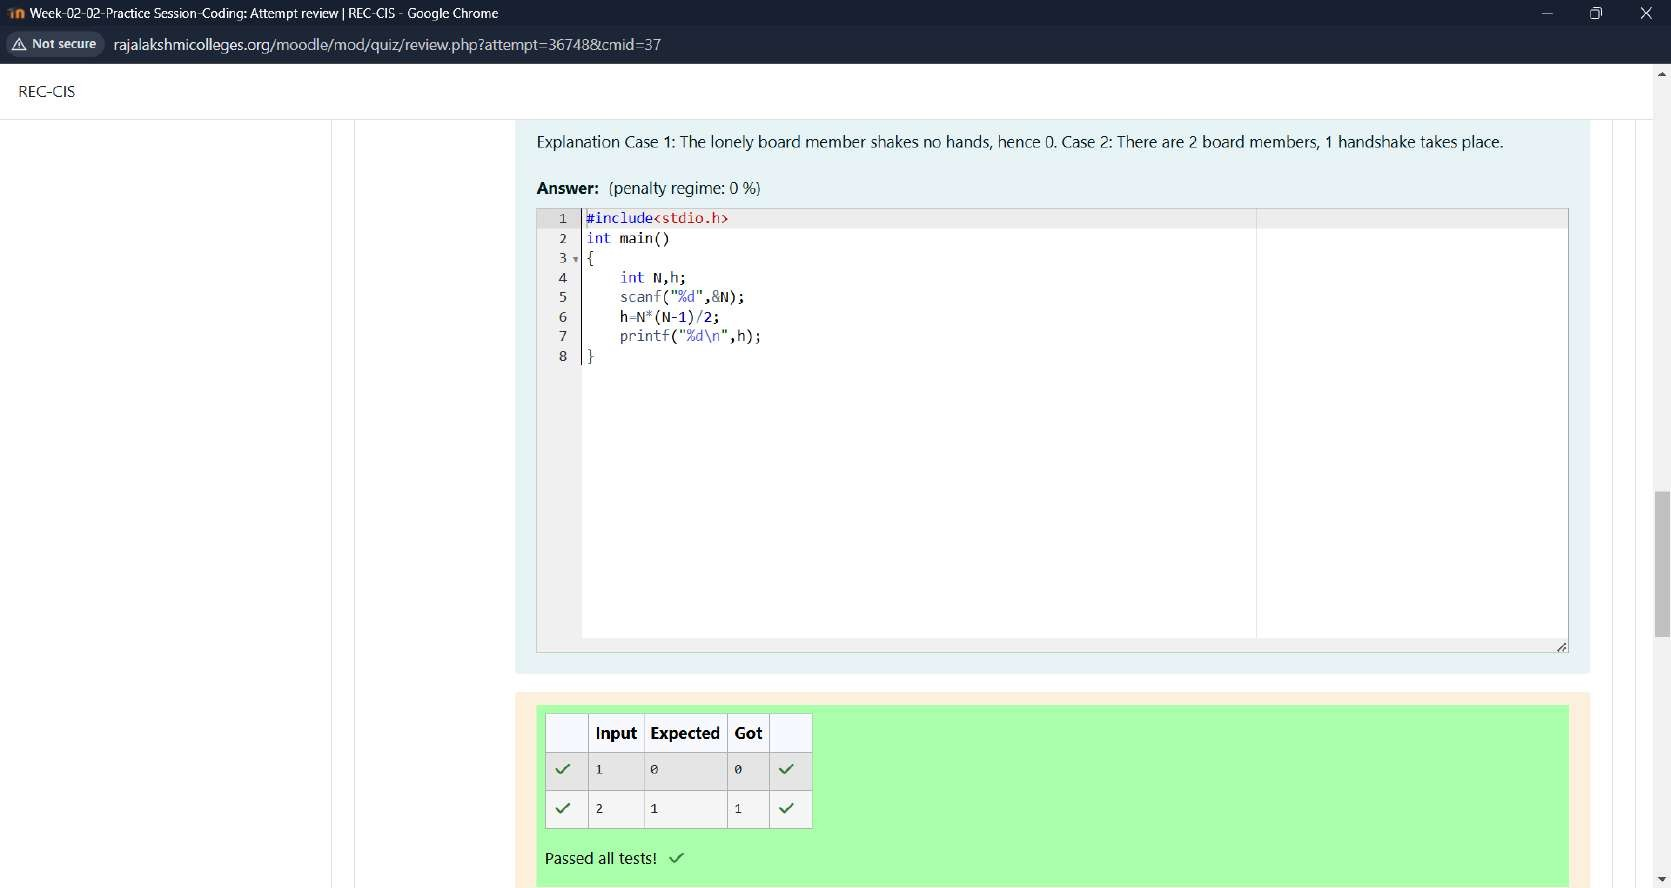 Week-02-02-Practice Session-Coding: Attempt review | REC-CIS - Google Chrome
Not secure rajalakshmicolleges.org/moodle/mod/quiz/review.php?attempt=36748&cmid=37
REC-CIS
Explanation Case 1: The lonely board member shakes no hands, hence 0. Case 2: There are 2 board members, 1 handshake takes place.
Answer: (penalty regime: 0 %)
1 #include<stdio.h>
2 int main()
3 {
4 int N,h;
5 scanf("%d",&N);
6 h=N*(N-1)/2;
7 printf("%d\n",h);
8 }
Input Expected Got
1 0 0
2 1 1
Passed all tests!